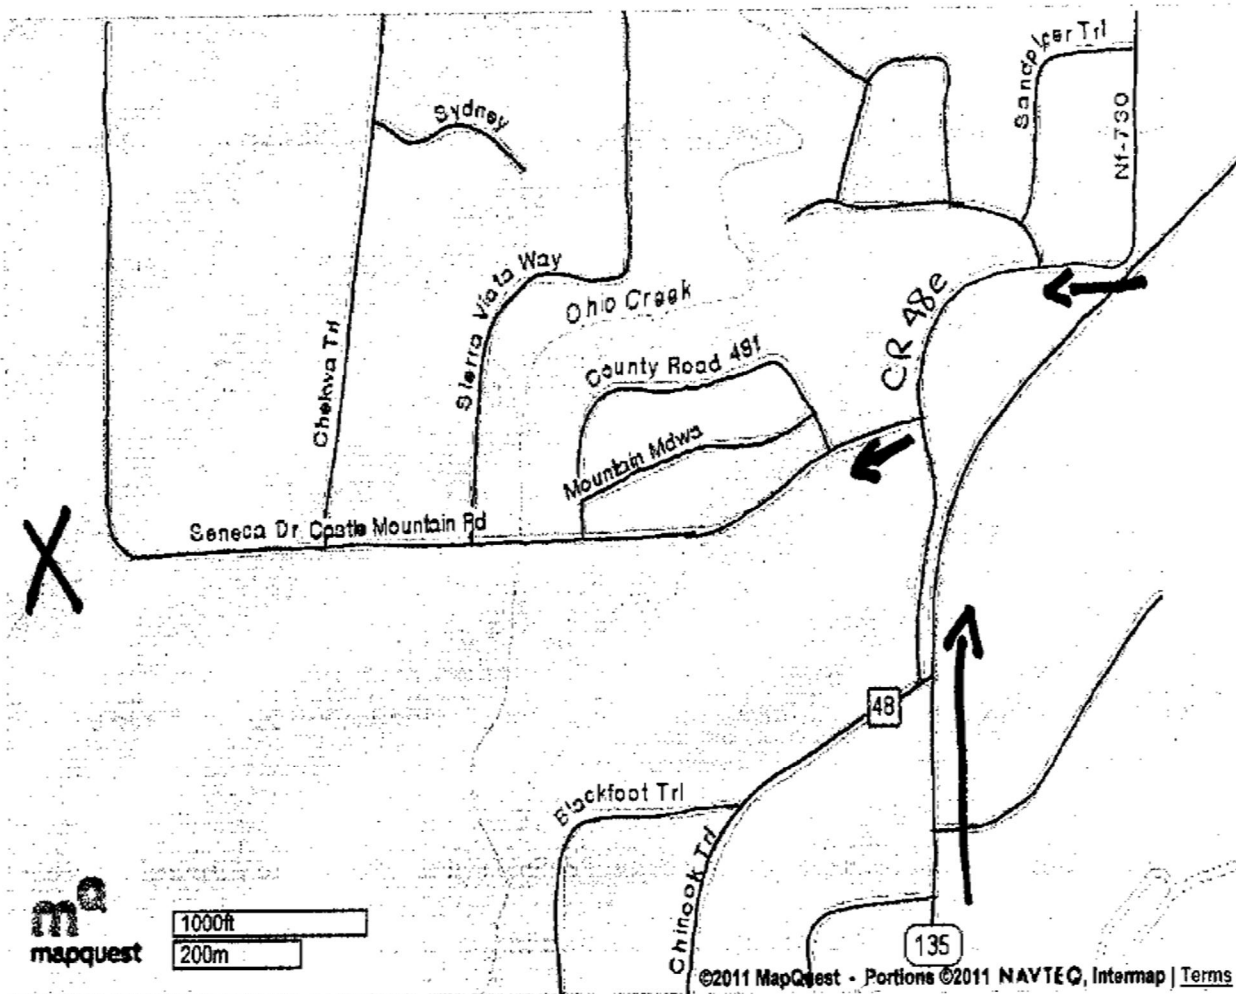 Sandpiper Trl
Sydney
Nf-730
Sierra Vista Way
Ohio Creek
CR 48e
Chekwa Trl
County Road 481
Mountain Mdws
Seneca Dr Castle Mountain Rd
X
48
Blackfoot Trl
Chinook Trl
mQ
mapquest
1000ft
200m
135
©2011 MapQuest - Portions ©2011 NAVTEQ, Intermap | Terms